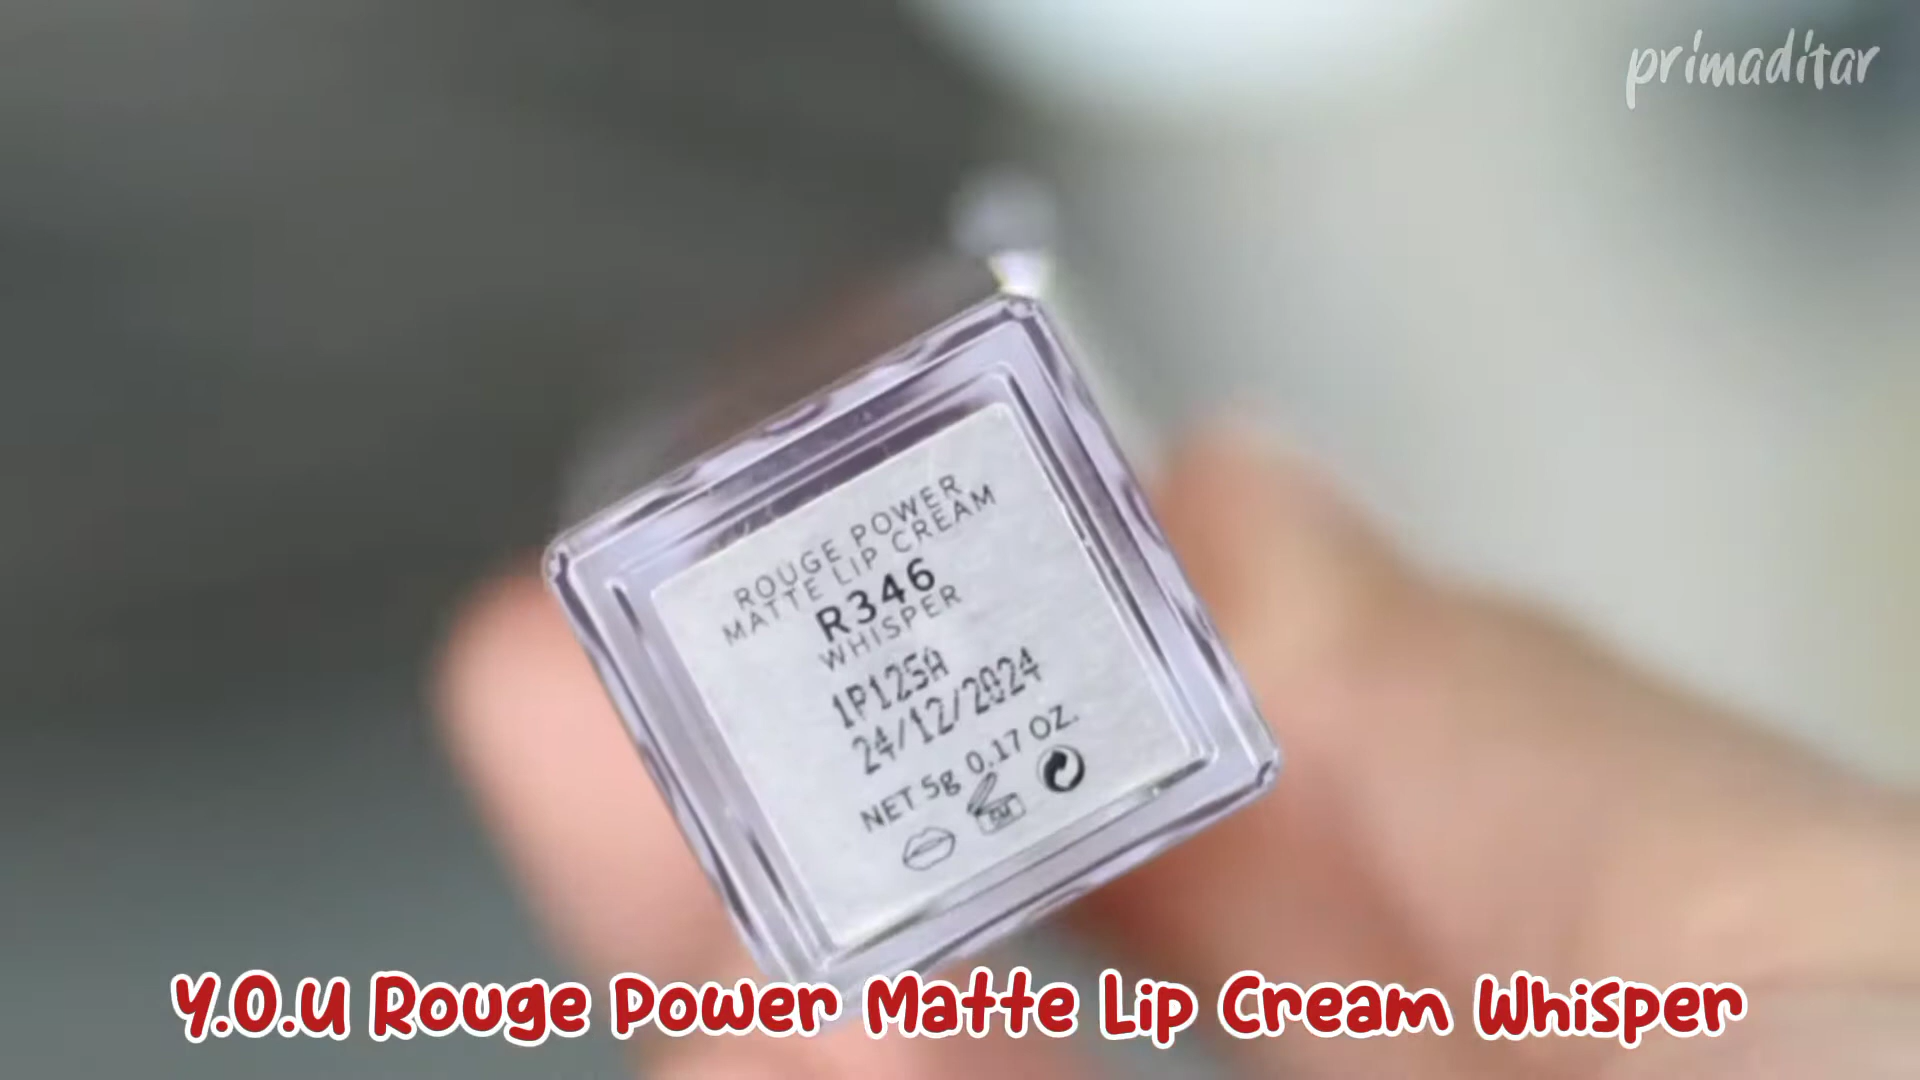 primaditar
ROUGE POWER
MATTE LIP CREAM
R346
WHISPER
1P125A
24/12/2024
NET 5g 0.17 OZ.
Y.O.U Rouge Power Matte Lip Cream Whisper